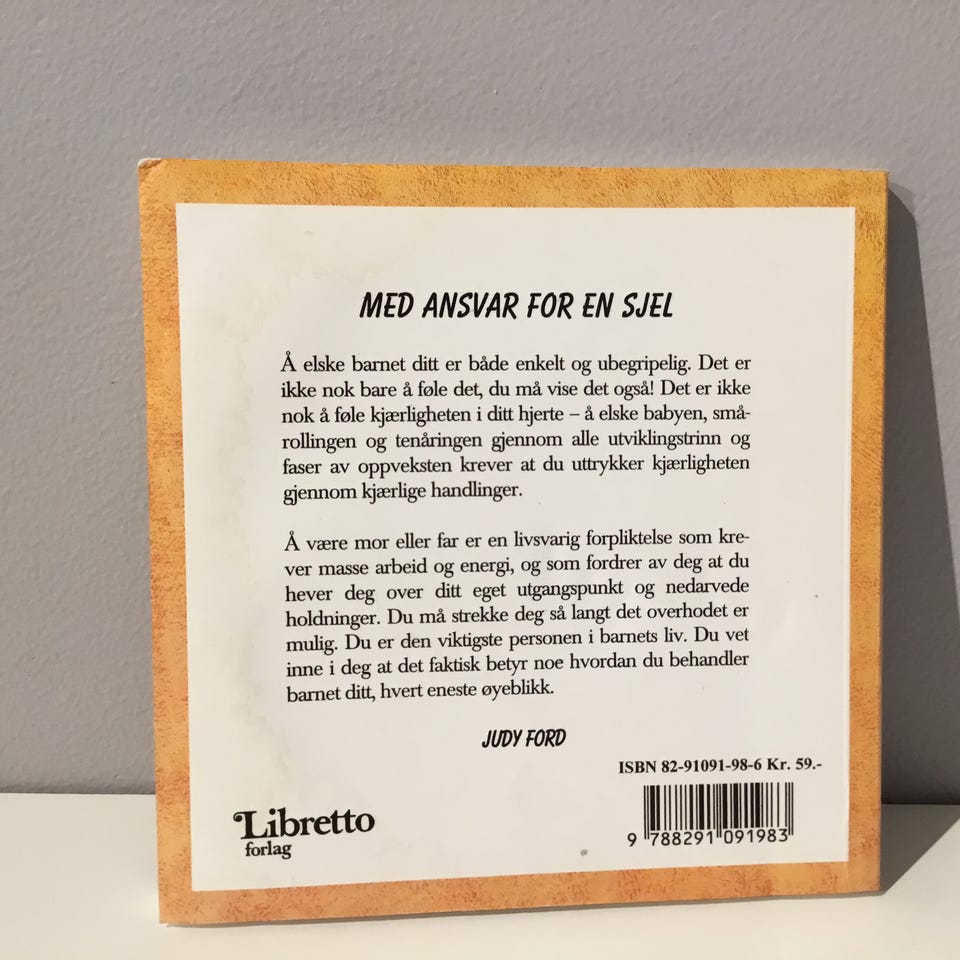 MED ANSVAR FOR EN SJEL
Å elske barnet ditt er både enkelt og ubegripelig. Det er
ikke nok bare å føle det, du må vise det også! Det er ikke
nok å føle kjærligheten i ditt hjerte – å elske babyen, små-
rollingen og tenåringen gjennom alle utviklingstrinn og
faser av oppveksten krever at du uttrykker kjærligheten
gjennom kjærlige handlinger.
Å være mor eller far er en livsvarig forpliktelse som kre-
ver masse arbeid og energi, og som fordrer av deg at du
hever deg over ditt eget utgangspunkt og nedarvede
holdninger. Du må strekke deg så langt det overhodet er
mulig. Du er den viktigste personen i barnets liv. Du vet
inne i deg at det faktisk betyr noe hvordan du behandler
barnet ditt, hvert eneste øyeblikk.
JUDY FORD
ISBN 82-91091-98-6 Kr. 59.-
9 788291 091983
Libretto
forlag